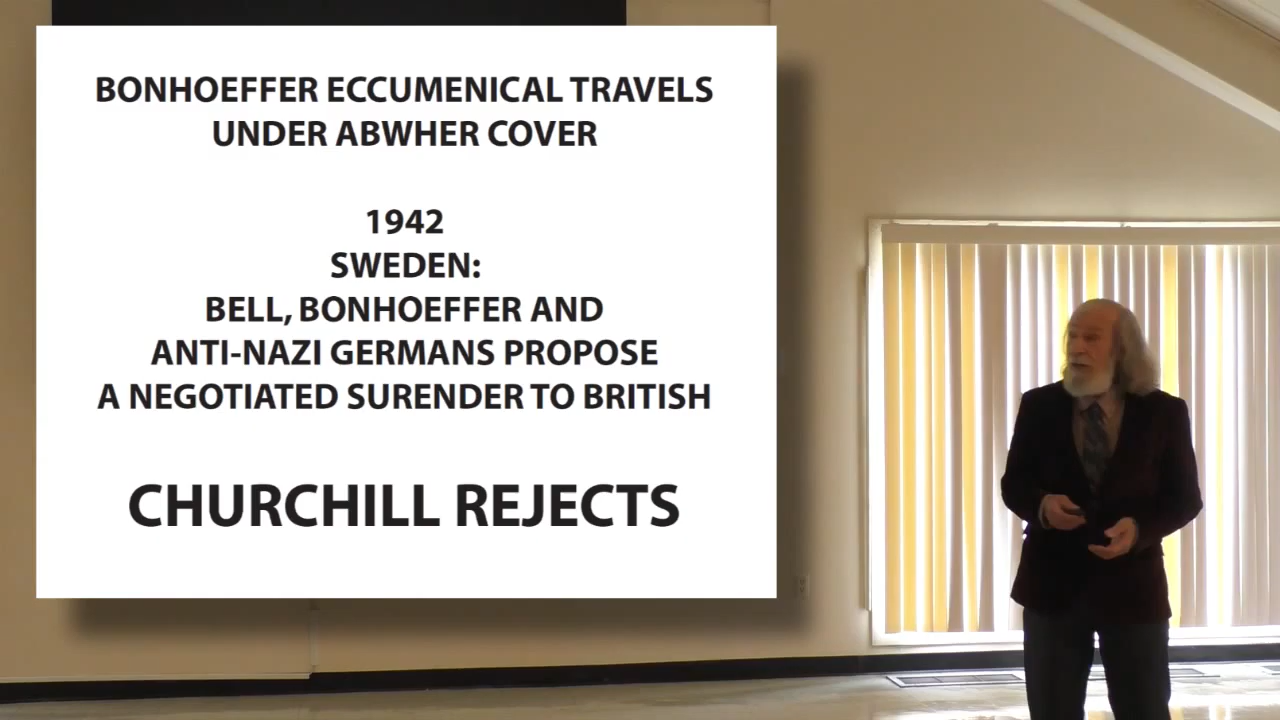 BONHOEFFER ECCUMENICAL TRAVELS
UNDER ABWHER COVER
1942
SWEDEN:
BELL, BONHOEFFER AND
ANTI-NAZI GERMANS PROPOSE
A NEGOTIATED SURENDER TO BRITISH
CHURCHILL REJECTS